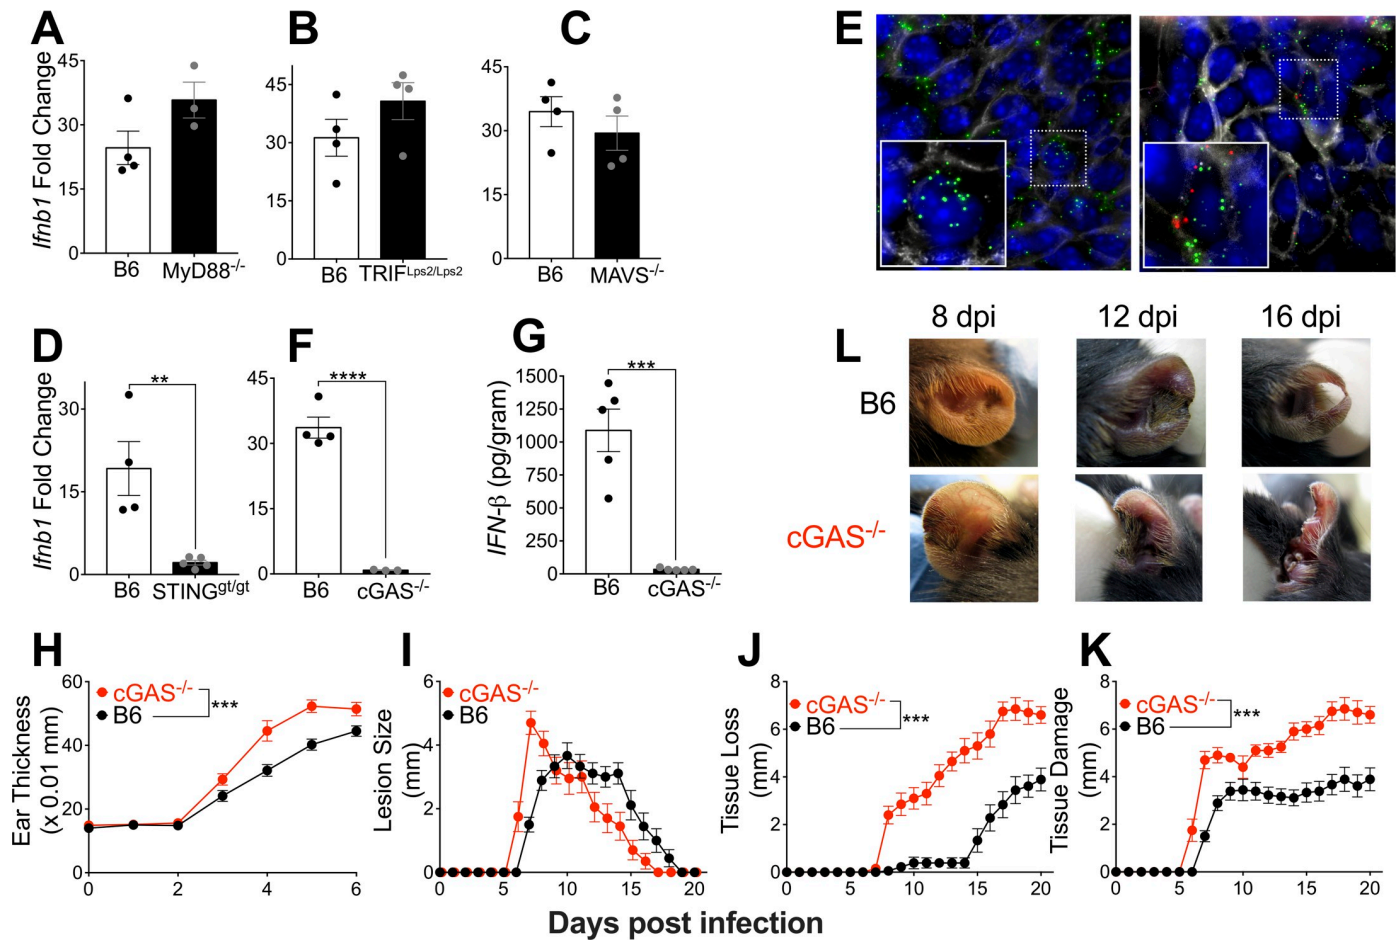 A
Ifnb1 Fold Change
45
30
15
0
B6
MyD88-/-
B
45
30
15
0
B6
TRIFLps2/Lps2
C
45
30
15
0
B6
MAVS-/-
E
D
Ifnb1 Fold Change
30
15
0
**
B6
STINGgt/gt
F
45
30
15
0
****
B6
cGAS-/-
G
IFN-β (pg/gram)
1500
1250
1000
750
500
250
0
***
B6
cGAS-/-
L
8 dpi
12 dpi
16 dpi
B6
cGAS-/-
H
Ear Thickness
(x 0.01 mm)
60
40
20
0
cGAS-/-
B6
***
0 2 4 6
I
Lesion Size
(mm)
6
4
2
0
cGAS-/-
B6
0 5 10 15 20
J
Tissue Loss
(mm)
8
6
4
2
0
cGAS-/-
B6
***
0 5 10 15 20
K
Tissue Damage
(mm)
8
6
4
2
0
cGAS-/-
B6
***
0 5 10 15 20
Days post infection